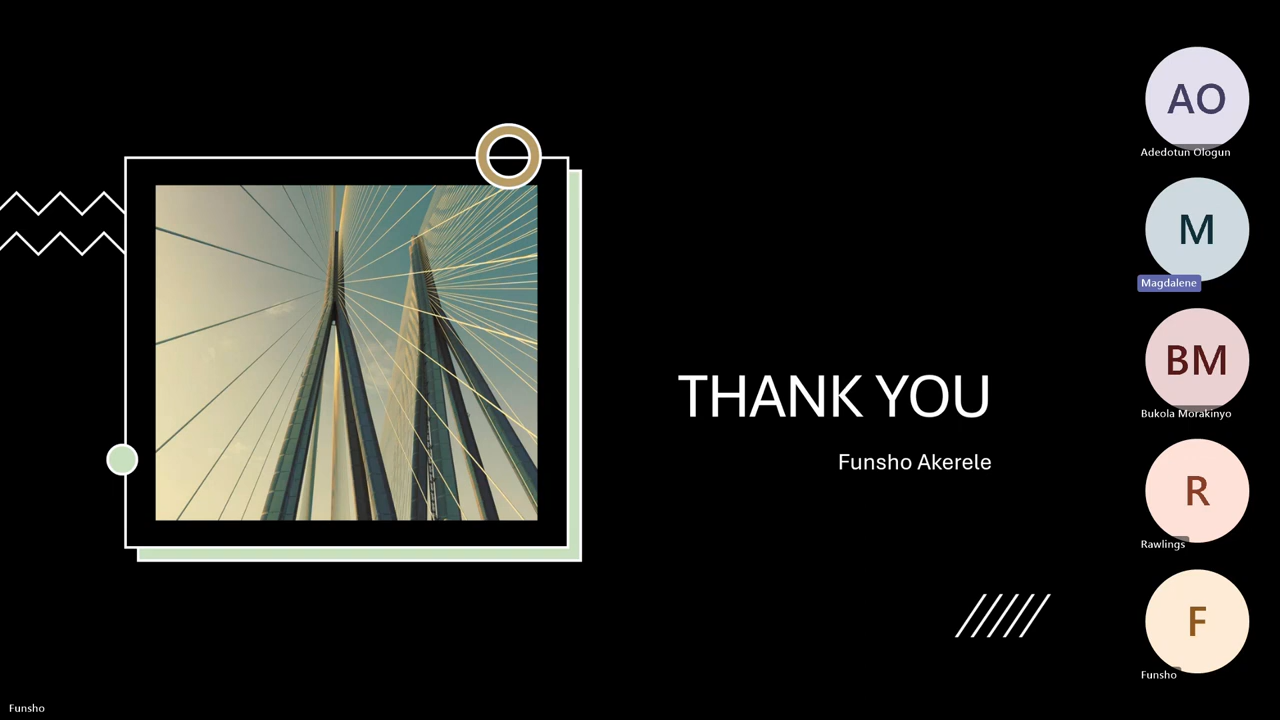 THANK YOU
Funsho Akerele
AO
Adedotun Ologun
M
Magdalene
BM
Bukola Morakinyo
R
Rawlings
F
Funsho
Funsho